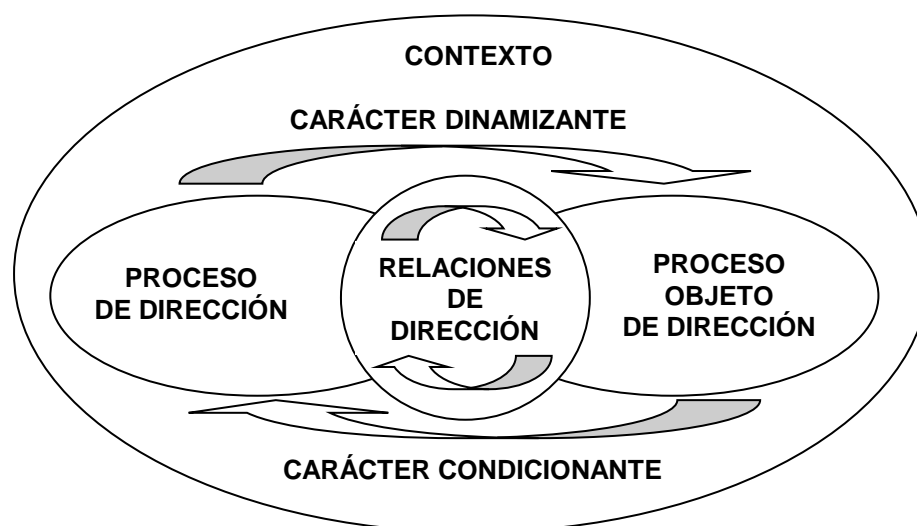 CONTEXTO
CARÁCTER DINAMIZANTE
PROCESO
DE DIRECCIÓN
RELACIONES
DE
DIRECCIÓN
PROCESO
OBJETO
DE DIRECCIÓN
CARÁCTER CONDICIONANTE